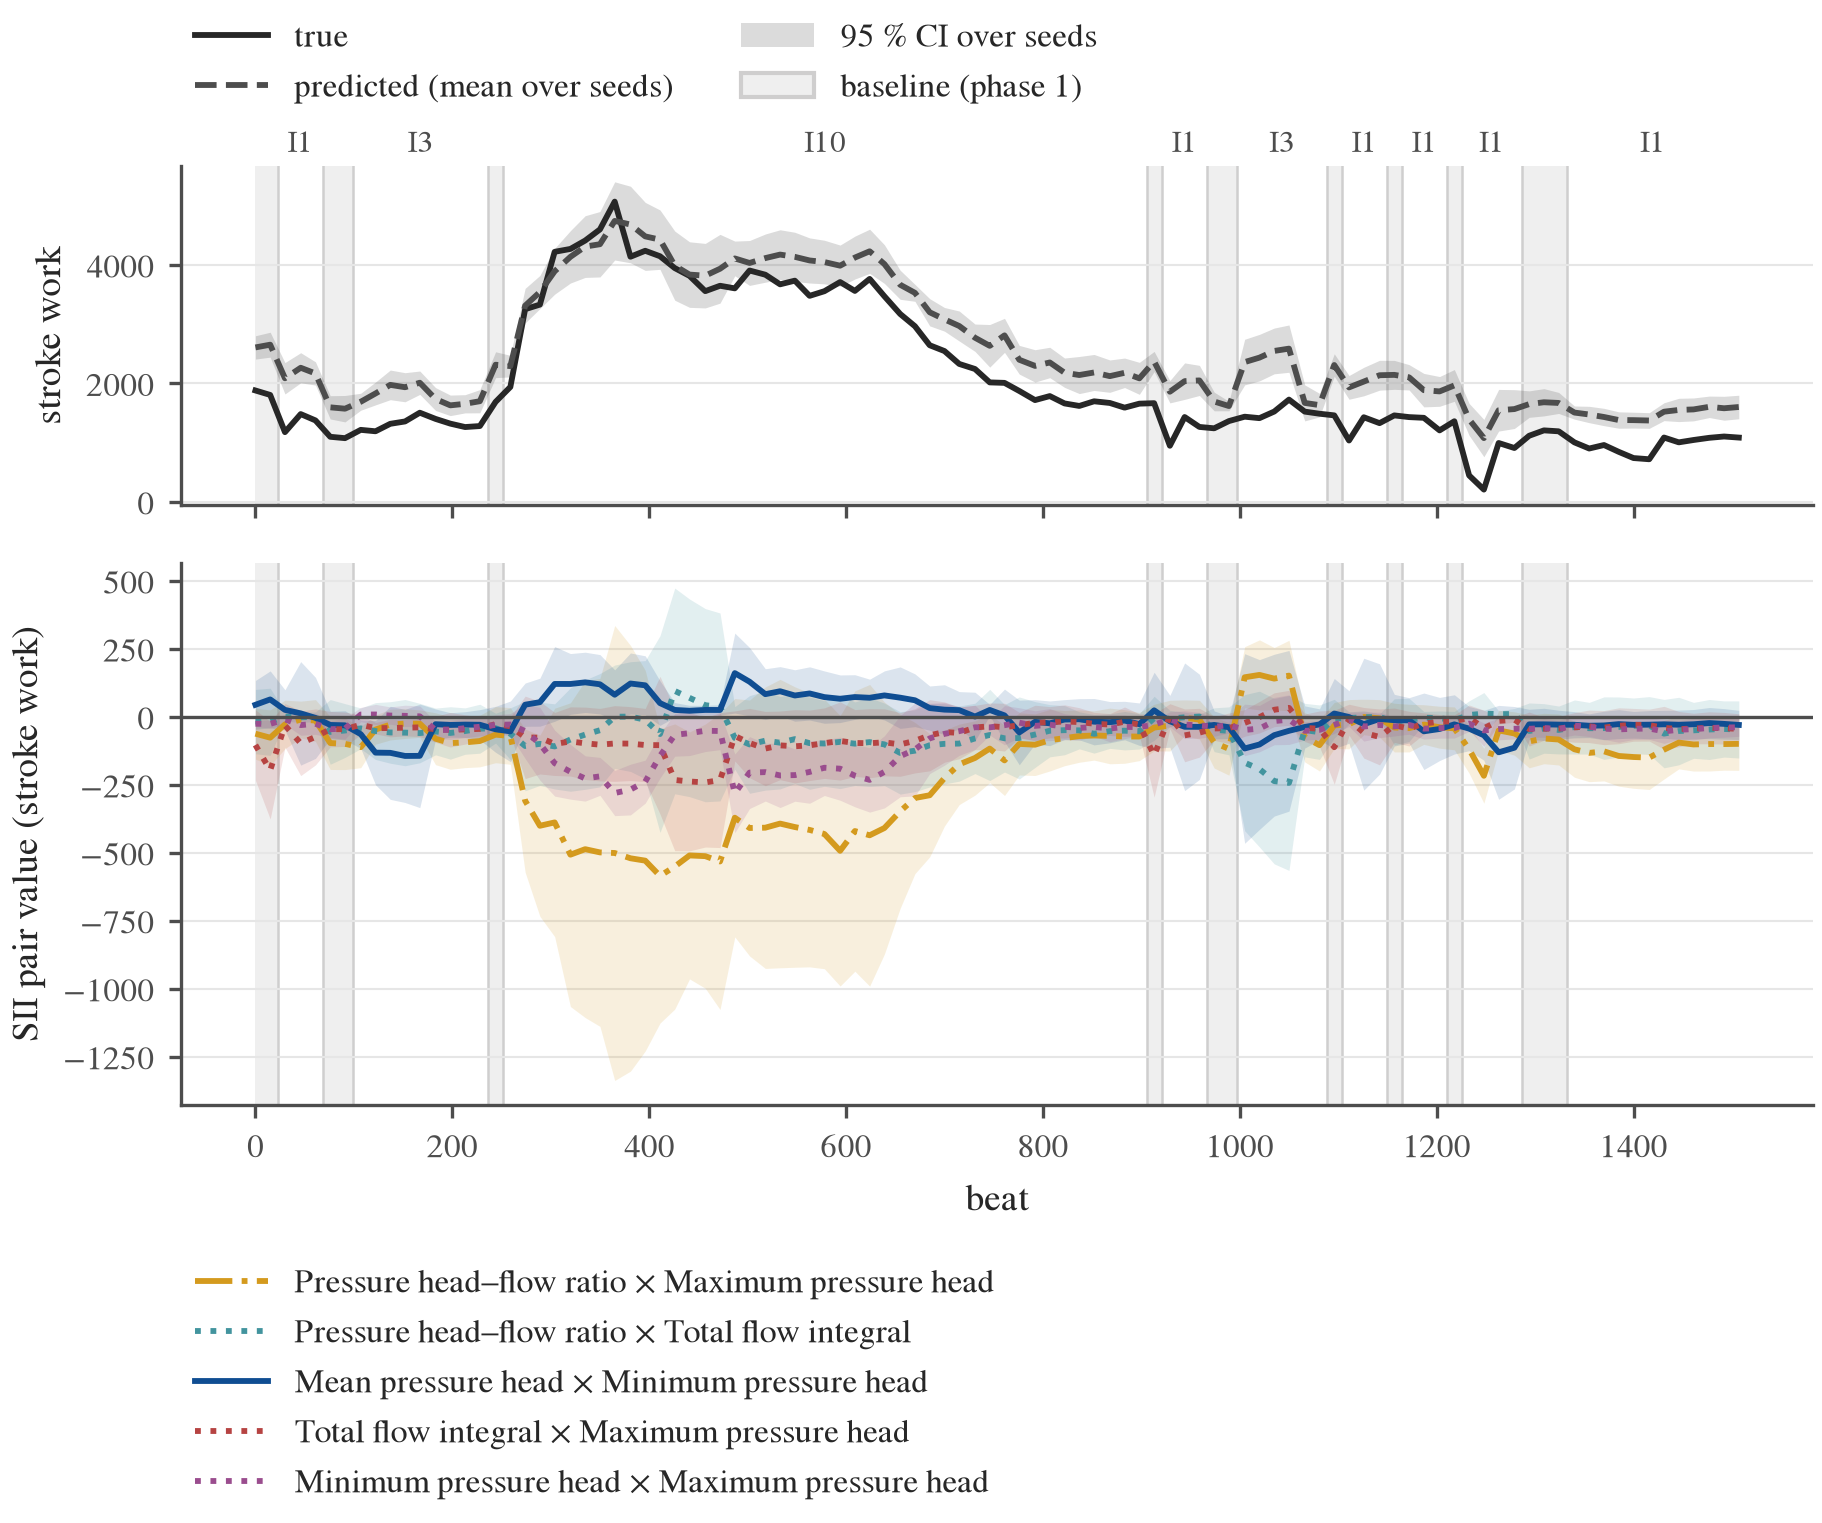 true
predicted (mean over seeds)
95 % CI over seeds
baseline (phase 1)
I1 I3 I10 I1 I3 I1 I1 I1 I1
stroke work
4000
2000
0
SII pair value (stroke work)
500
250
0
−250
−500
−750
−1000
−1250
0 200 400 600 800 1000 1200 1400
beat
Pressure head–flow ratio × Maximum pressure head
Pressure head–flow ratio × Total flow integral
Mean pressure head × Minimum pressure head
Total flow integral × Maximum pressure head
Minimum pressure head × Maximum pressure head